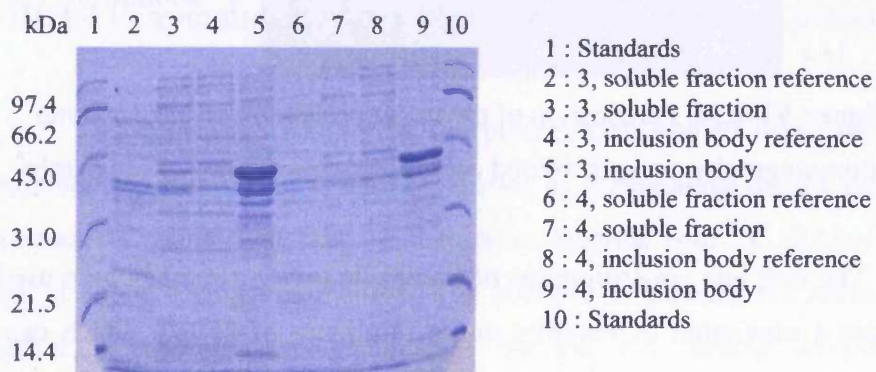 kDa 1 2 3 4 5 6 7 8 9 10
97.4
66.2
45.0
31.0
21.5
14.4
1 : Standards
2 : 3, soluble fraction reference
3 : 3, soluble fraction
4 : 3, inclusion body reference
5 : 3, inclusion body
6 : 4, soluble fraction reference
7 : 4, soluble fraction
8 : 4, inclusion body reference
9 : 4, inclusion body
10 : Standards